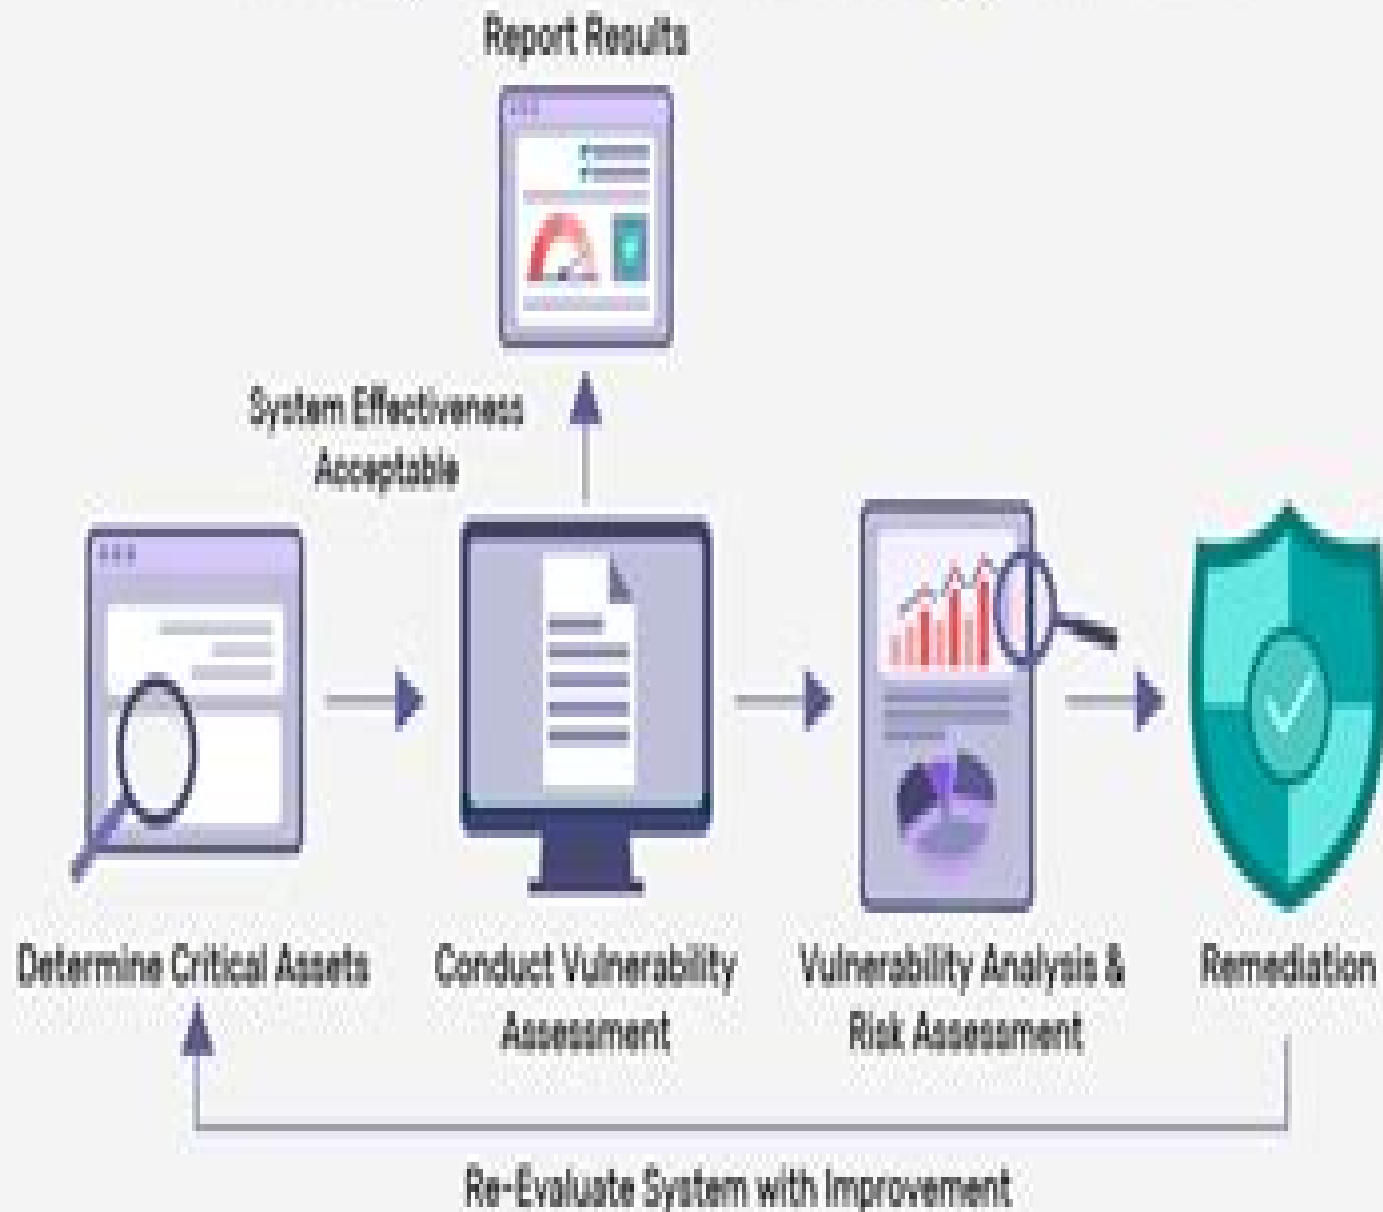 Report Results
System Effectiveness
Acceptable
Determine Critical Assets
Conduct Vulnerability
Assessment
Vulnerability Analysis &
Risk Assessment
Remediation
Re-Evaluate System with Improvement